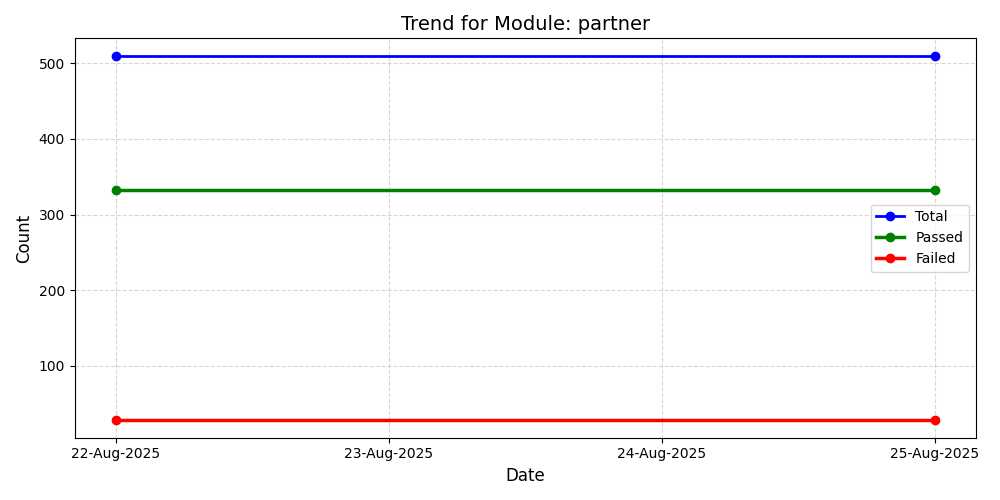 Trend for Module: partner
500
400
300
200
100
Count
Total
Passed
Failed
22-Aug-2025
23-Aug-2025
24-Aug-2025
25-Aug-2025
Date